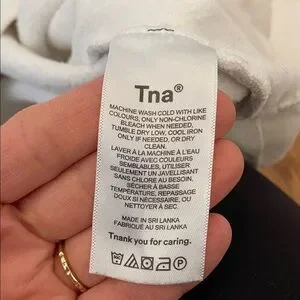 Tna®
MACHINE WASH COLD WITH LIKE
COLOURS, ONLY NON-CHLORINE
BLEACH WHEN NEEDED,
TUMBLE DRY LOW, COOL IRON
ONLY IF NEEDED, OR DRY
CLEAN.
LAVER À LA MACHINE À L'EAU
FROIDE AVEC COULEURS
SEMBLABLES, UTILISER
SEULEMENT UN JAVELLISANT
SANS CHLORE AU BESOIN,
SÉCHER À BASSE
TEMPÉRATURE, REPASSAGE
DOUX SI NÉCESSAIRE, OU
NETTOYER À SEC.
MADE IN SRI LANKA
FABRIQUÉ AU SRI LANKA
Tnank you for caring.